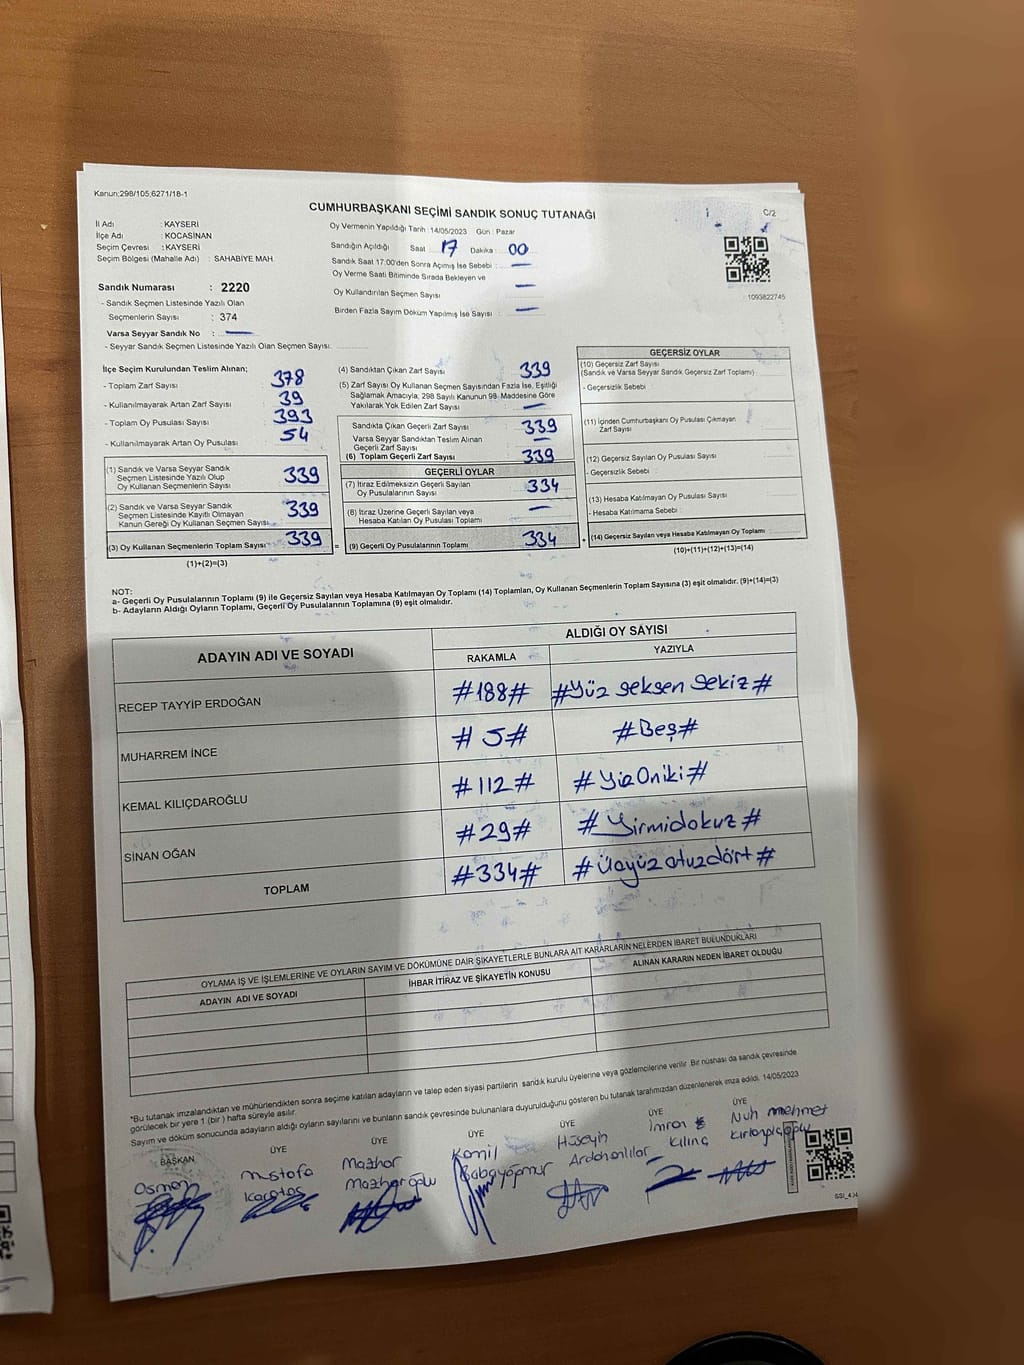 Kanun:298/105,6271/18-1
CUMHURBAŞKANI SEÇİMİ SANDIK SONUÇ TUTANAĞI
C/2
İl Adı : KAYSERİ
İlçe Adı : KOCASİNAN
Seçim Çevresi : KAYSERİ
Seçim Bölgesi (Mahalle Adı) : SAHABİYE MAH.
Oy Vermenin Yapıldığı Tarih :14/05/2023 Gün : Pazar
Sandığın Açıldığı Saat 17 Dakika : 00
Sandık Saat 17:00'den Sonra Açımış İse Sebebi : —
Oy Verme Saati Bitiminde Sırada Bekleyen ve
Oy Kullandırılan Seçmen Sayısı —
Birden Fazla Sayım Döküm Yapılmış İse Sayısı : —
1093822745
Sandık Numarası : 2220
- Sandık Seçmen Listesinde Yazılı Olan
Seçmenlerin Sayısı : 374
Varsa Seyyar Sandık No : —
- Seyyar Sandık Seçmen Listesinde Yazılı Olan Seçmen Sayısı:
İlçe Seçim Kurulundan Teslim Alınan;
- Toplam Zarf Sayısı 378
- Kullanılmayarak Artan Zarf Sayısı 39
- Toplam Oy Pusulası Sayısı 393
- Kullanılmayarak Artan Oy Pusulası 54
(1) Sandık ve Varsa Seyyar Sandık
Seçmen Listesinde Yazılı Olup
Oy Kullanan Seçmenlerin Sayısı 339
(2) Sandık ve Varsa Seyyar Sandık
Seçmen Listesinde Kayıtlı Olmayan
Kanun Gereği Oy Kullanan Seçmen Sayısı 339
(3) Oy Kullanan Seçmenlerin Toplam Sayısı 339
(1)+(2)=(3)
(4) Sandıktan Çıkan Zarf Sayısı 339
(5) Zarf Sayısı Oy Kullanan Seçmen Sayısından Fazla İse, Eşitliği
Sağlamak Amacıyla, 298 Sayılı Kanunun 98. Maddesine Göre
Yakılarak Yok Edilen Zarf Sayısı —
Sandıkta Çıkan Geçerli Zarf Sayısı 339
Varsa Seyyar Sandıktan Teslim Alınan
Geçerli Zarf Sayısı —
(6) Toplam Geçerli Zarf Sayısı 339
GEÇERLİ OYLAR
(7) İtiraz Edilmeksizin Geçerli Sayılan
Oy Pusulalarının Sayısı 334
(8) İtiraz Üzerine Geçerli Sayılan veya
Hesaba Katılan Oy Pusulası Toplamı —
= (9) Geçerli Oy Pusulalarının Toplamı 334 +
GEÇERSİZ OYLAR
(10) Geçersiz Zarf Sayısı
(Sandık ve Varsa Seyyar Sandık Geçersiz Zarf Toplamı)
- Geçersizlik Sebebi
(11) İçinden Cumhurbaşkanı Oy Pusulası Çıkmayan
Zarf Sayısı
(12) Geçersiz Sayılan Oy Pusulası Sayısı
- Geçersizlik Sebebi :
(13) Hesaba Katılmayan Oy Pusulası Sayısı
- Hesaba Katılmama Sebebi :
(14) Geçersiz Sayılan veya Hesaba Katılmayan Oy Toplamı
(10)+(11)+(12)+(13)=(14)
NOT:
a- Geçerli Oy Pusulalarının Toplamı (9) ile Geçersiz Sayılan veya Hesaba Katılmayan Oy Toplamı (14) Toplamları, Oy Kullanan Seçmenlerin Toplam Sayısına (3) eşit olmalıdır. (9)+(14)=(3)
b- Adayların Aldığı Oyların Toplamı, Geçerli Oy Pusulalarının Toplamına (9) eşit olmalıdır.
ADAYIN ADI VE SOYADI ALDIĞI OY SAYISI
RAKAMLA YAZIYLA
RECEP TAYYİP ERDOĞAN #188# #Yüz seksen sekiz#
MUHARREM İNCE #5# #Beş#
KEMAL KILIÇDAROĞLU #112# #YüzOniki#
SİNAN OĞAN #29# #Yirmidokuz#
TOPLAM #334# #Üçyüz otuzdört#
OYLAMA İŞ VE İŞLEMLERİNE VE OYLARIN SAYIM VE DÖKÜMÜNE DAİR ŞİKAYETLERLE BUNLARA AİT KARARLARIN NELERDEN İBARET BULUNDUKLARI
ADAYIN ADI VE SOYADI İHBAR İTİRAZ VE ŞİKAYETİN KONUSU ALINAN KARARIN NEDEN İBARET OLDUĞU
*Bu tutanak imzalandıktan ve mühürlendikten sonra seçime katılan adayların ve talep eden siyasi partilerin sandık kurulu üyelerine veya gözlemcilerine verilir. Bir nüshası da sandık çevresinde
görülecek bir yere 1 (bir) hafta süreyle asılır.
Sayım ve döküm sonucunda adayların aldığı oyların sayılarını ve bunların sandık çevresinde bulunanlara duyurulduğunu gösteren bu tutanak tarafımızdan düzenlenerek imza edildi. 14/05/2023
BAŞKAN ÜYE ÜYE ÜYE ÜYE ÜYE ÜYE
Osman Mustafa Mazhar Kamil Hüseyin İmran Nuh mehmet
Karataş Mazharoğlu Ardahanlılar Kılınç